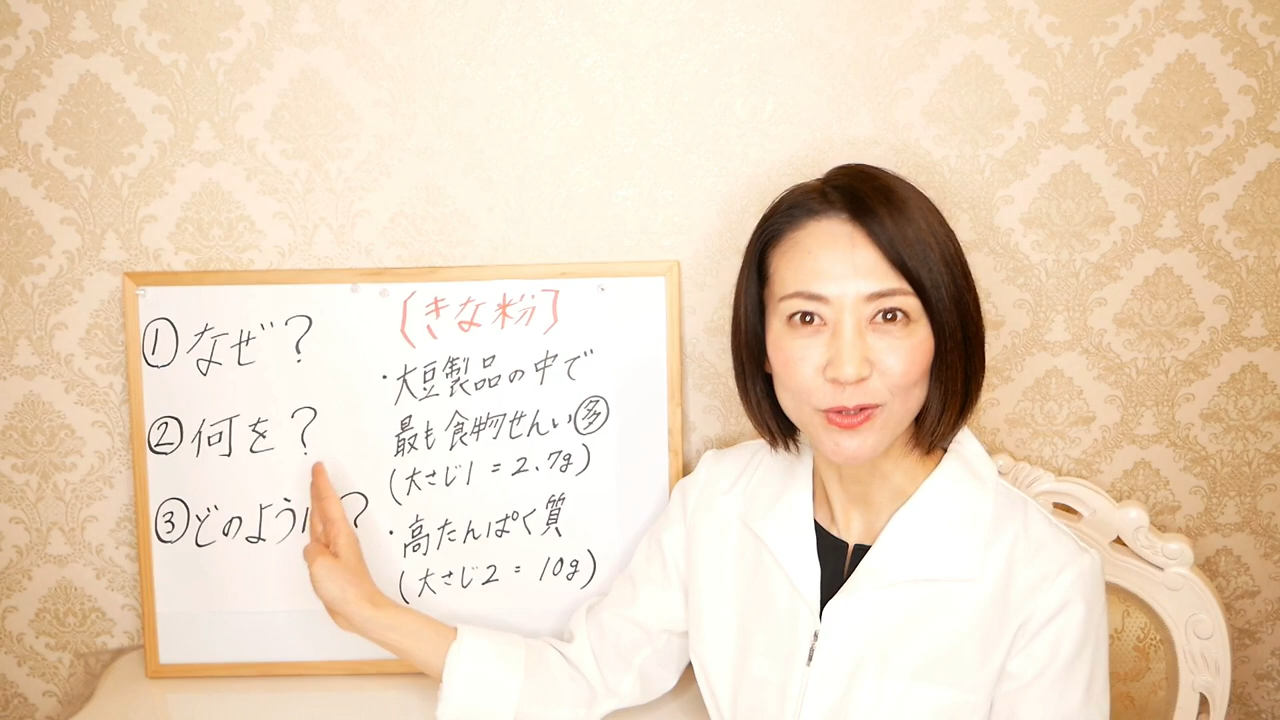 ①なぜ？
②何を？
③どのように？
〔きな粉〕
・大豆製品の中で
最も食物せんい多
(大さじ1=2.7g)
・高たんぱく質
(大さじ2=10g)